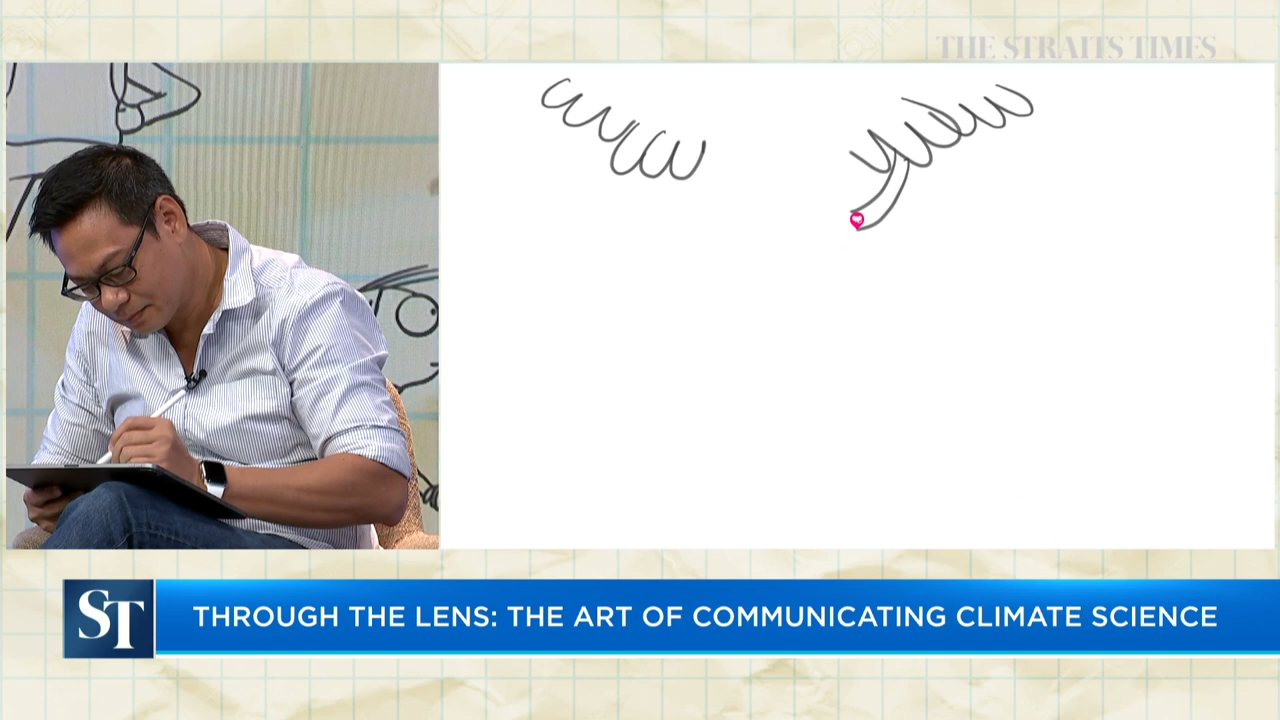 THE STRAITS TIMES
ST
THROUGH THE LENS: THE ART OF COMMUNICATING CLIMATE SCIENCE